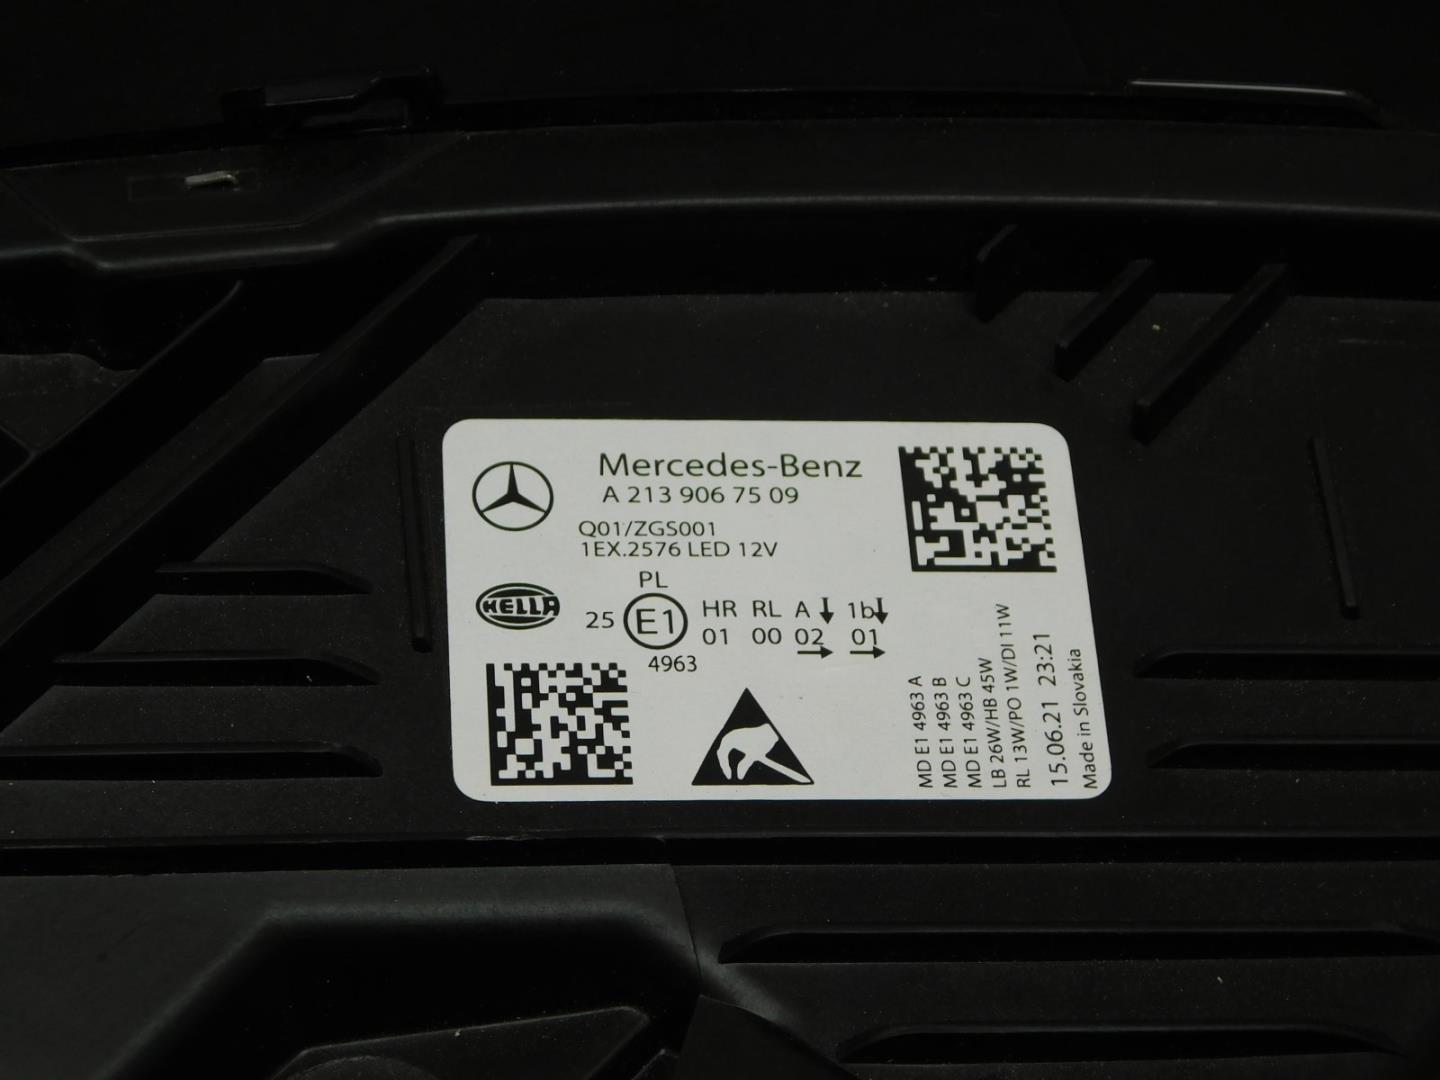 Mercedes-Benz
A 213 906 75 09
Q01/ZGS001
1EX.2576 LED 12V
HELLA
PL
25 E1 HR RL A 1b
01 00 02 01
4963
MD E1 4963 A
MD E1 4963 B
MD E1 4963 C
LB 26W/HB 45W
RL 13W/PO 1W/DI 11W
15.06.21 23:21
Made in Slovakia